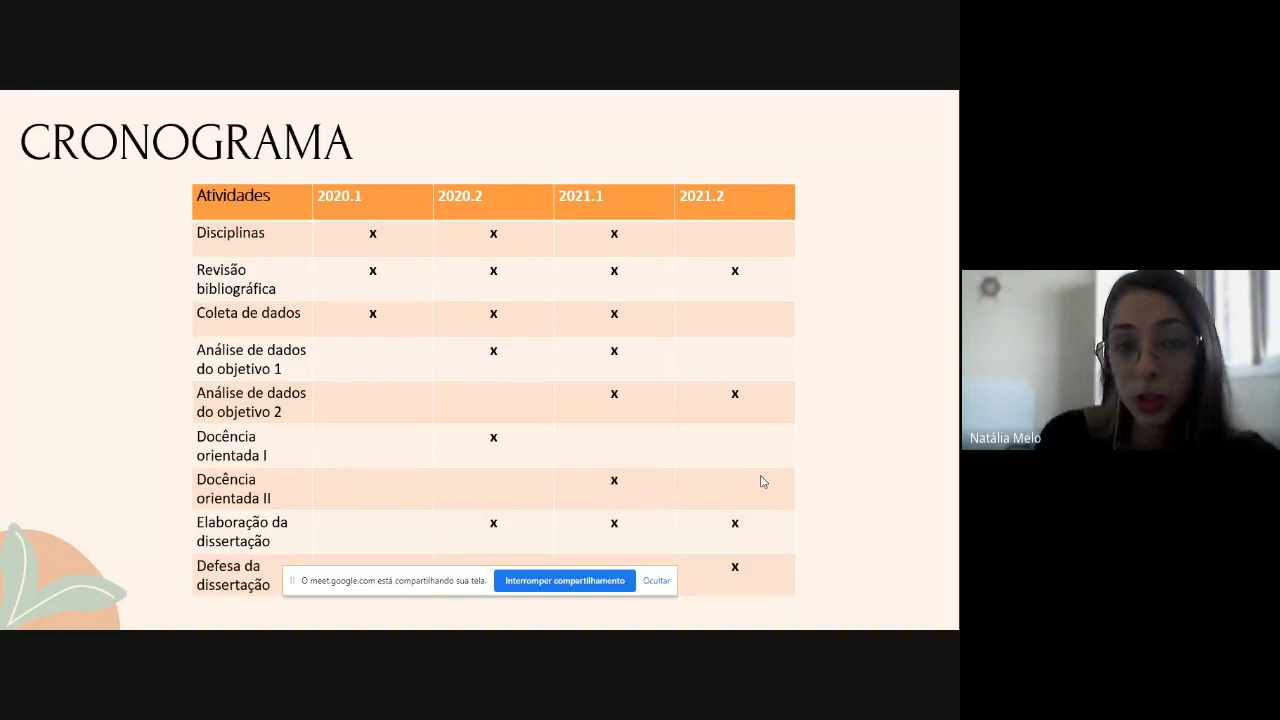 CRONOGRAMA
Atividades 2020.1 2020.2 2021.1 2021.2
Disciplinas x x x
Revisão x x x x
bibliográfica
Coleta de dados x x x
Análise de dados x x
do objetivo 1
Análise de dados x x
do objetivo 2
Docência x
orientada I
Docência x
orientada II
Elaboração da x x x
dissertação
Defesa da x
dissertação
O meet.google.com está compartilhando sua tela. Interromper compartilhamento Ocultar
Natália Melo